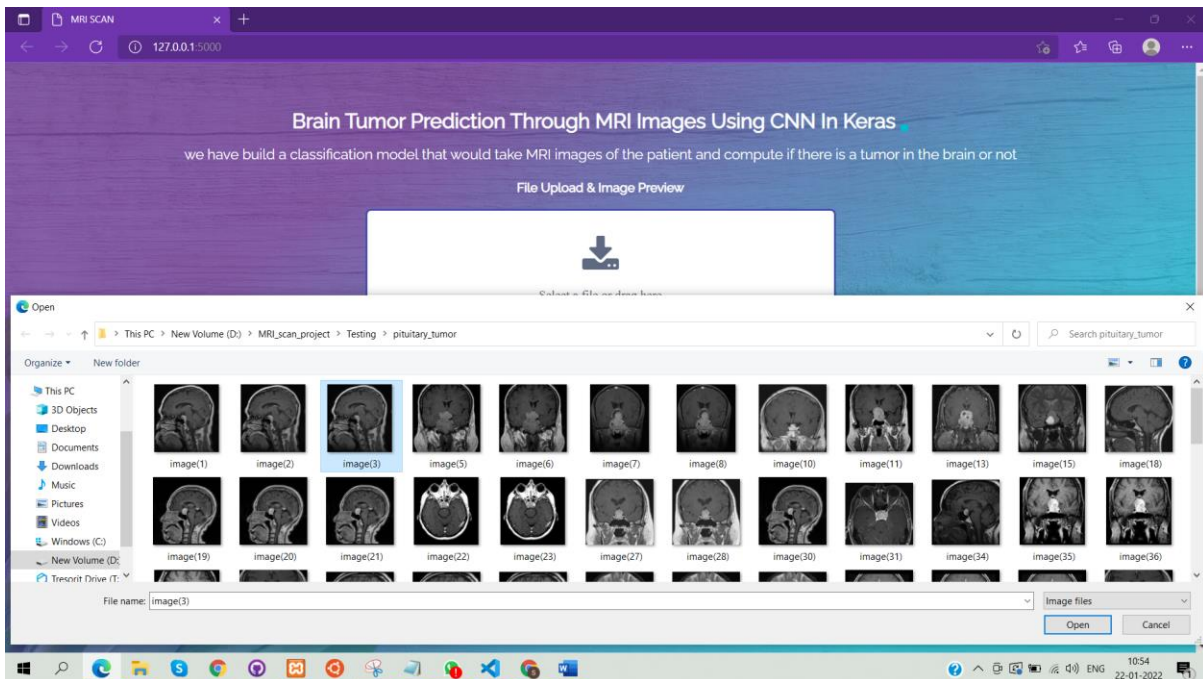 MRI SCAN
127.0.0.1:5000
Brain Tumor Prediction Through MRI Images Using CNN In Keras
we have build a classification model that would take MRI images of the patient and compute if there is a tumor in the brain or not
File Upload & Image Preview
Select a file or drag here
Open
This PC > New Volume (D:) > MRI_scan_project > Testing > pituitary_tumor
Search pituitary_tumor
Organize
New folder
This PC
3D Objects
Desktop
Documents
Downloads
Music
Pictures
Videos
Windows (C:)
New Volume (D:
Tresorit Drive (T:
image(1) image(2) image(3) image(5) image(6) image(7) image(8) image(10) image(11) image(13) image(15) image(18)
image(19) image(20) image(21) image(22) image(23) image(27) image(28) image(30) image(31) image(34) image(35) image(36)
File name: image(3)
Image files
Open Cancel
ENG
10:54
22-01-2022